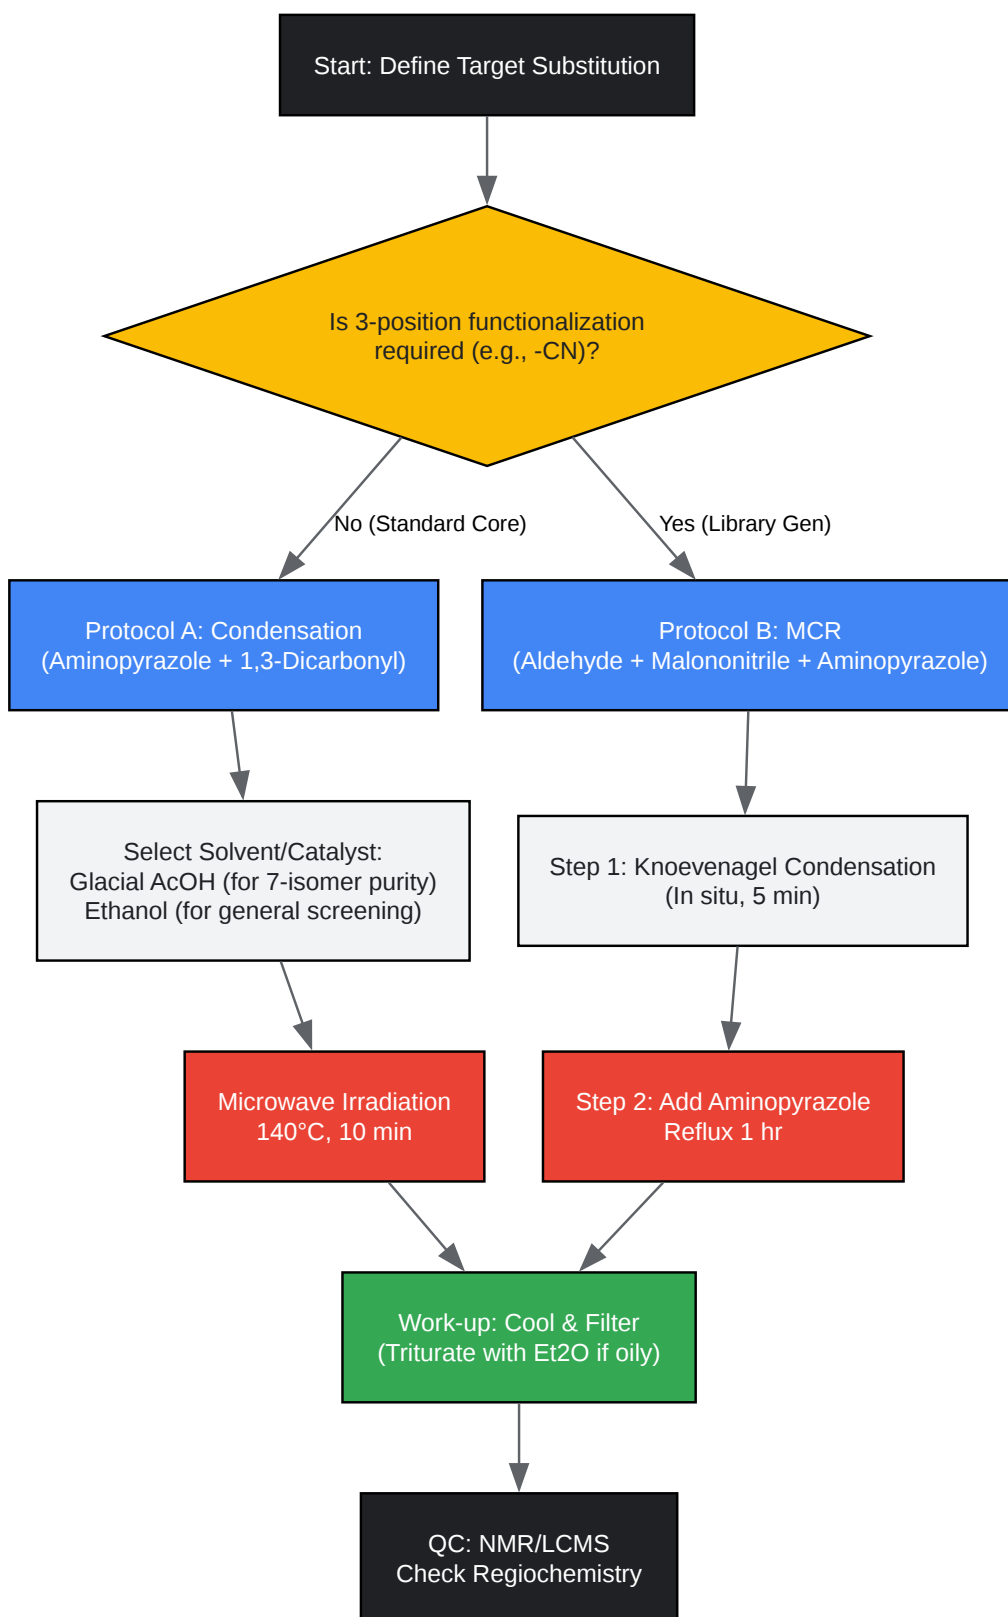 Start: Define Target Substitution
Is 3-position functionalization
required (e.g., -CN)?
No (Standard Core)
Yes (Library Gen)
Protocol A: Condensation
(Aminopyrazole + 1,3-Dicarbonyl)
Protocol B: MCR
(Aldehyde + Malononitrile + Aminopyrazole)
Select Solvent/Catalyst:
Glacial AcOH (for 7-isomer purity)
Ethanol (for general screening)
Step 1: Knoevenagel Condensation
(In situ, 5 min)
Microwave Irradiation
140°C, 10 min
Step 2: Add Aminopyrazole
Reflux 1 hr
Work-up: Cool & Filter
(Triturate with Et2O if oily)
QC: NMR/LCMS
Check Regiochemistry